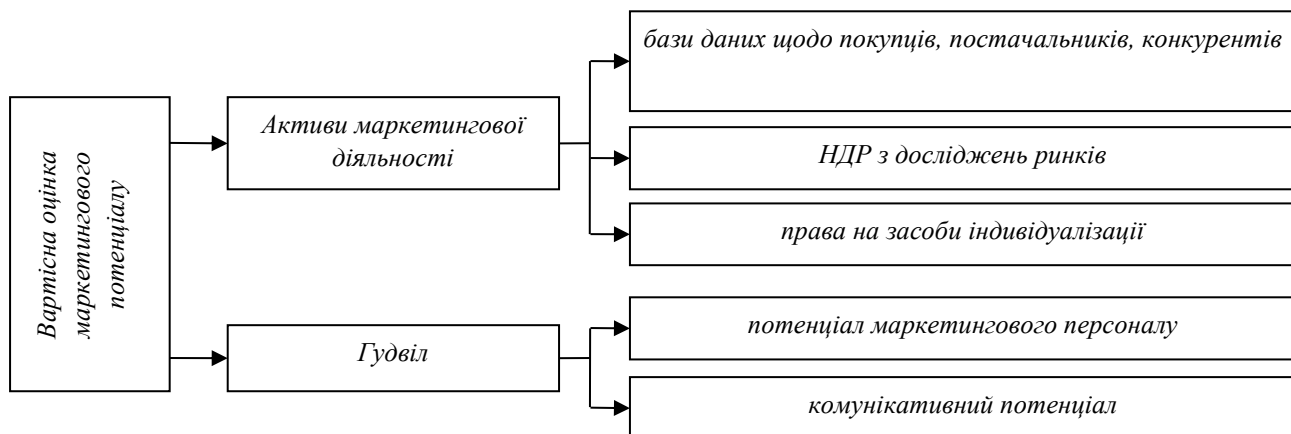 Вартісна оцінка
маркетингового
потенціалу
Активи маркетингової
діяльності
бази даних щодо покупців, постачальників, конкурентів
НДР з досліджень ринків
права на засоби індивідуалізації
Гудвіл
потенціал маркетингового персоналу
комунікативний потенціал